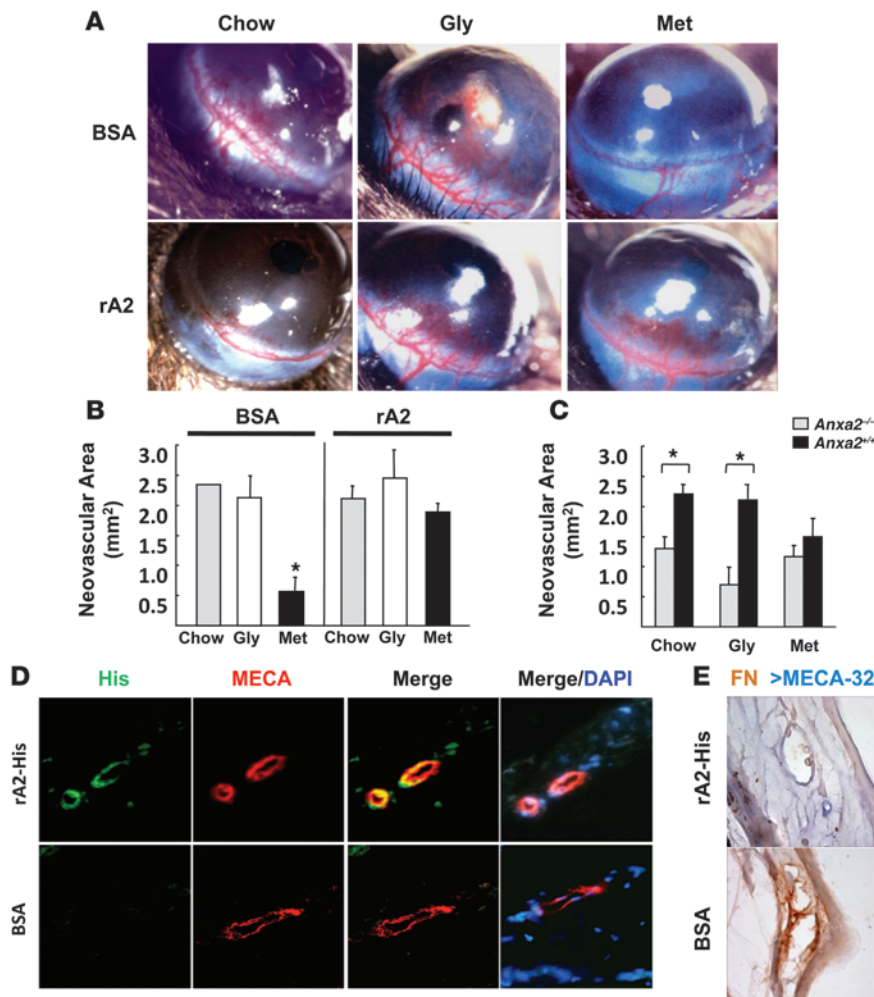 A
Chow Gly Met
BSA
rA2
B
BSA rA2
Neovascular Area
(mm²)
3.0
2.5
2.0
1.5
1.0
0.5
*
Chow Gly Met Chow Gly Met
C
Anxa2⁻/⁻
Anxa2⁺/⁺
Neovascular Area
(mm²)
3.0
2.5
2.0
1.5
1.0
0.5
* *
Chow Gly Met
D
His MECA Merge Merge/DAPI
rA2-His
BSA
E
FN >MECA-32
rA2-His
BSA